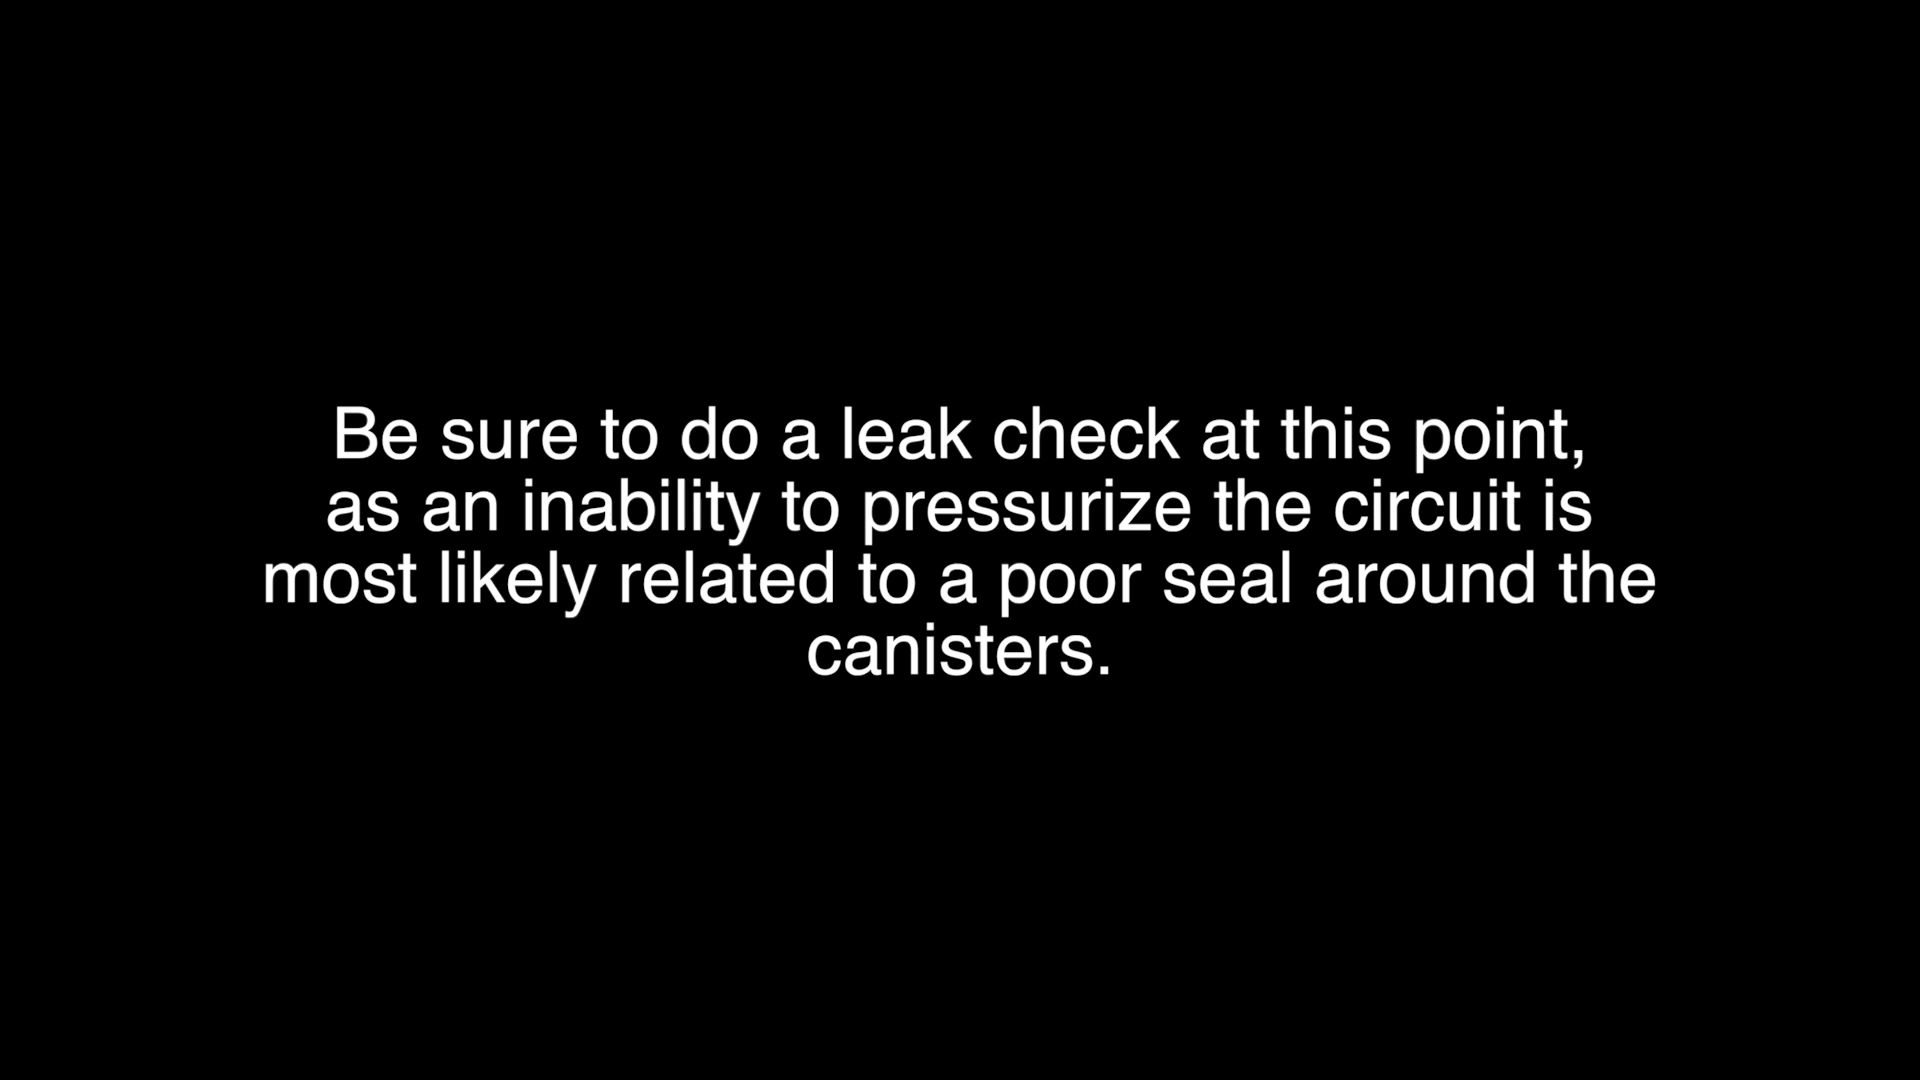 Be sure to do a leak check at this point,
as an inability to pressurize the circuit is
most likely related to a poor seal around the
canisters.